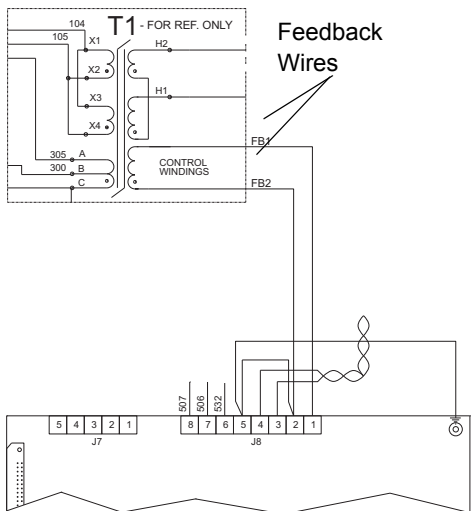 104
T1 - FOR REF. ONLY
Feedback
Wires
105
X1
H2
X2
X3
H1
X4
FB1
305 A
300 B
C
CONTROL
WINDINGS
FB2
507
506
532
5 4 3 2 1
8 7 6 5 4 3 2 1
J7
J8